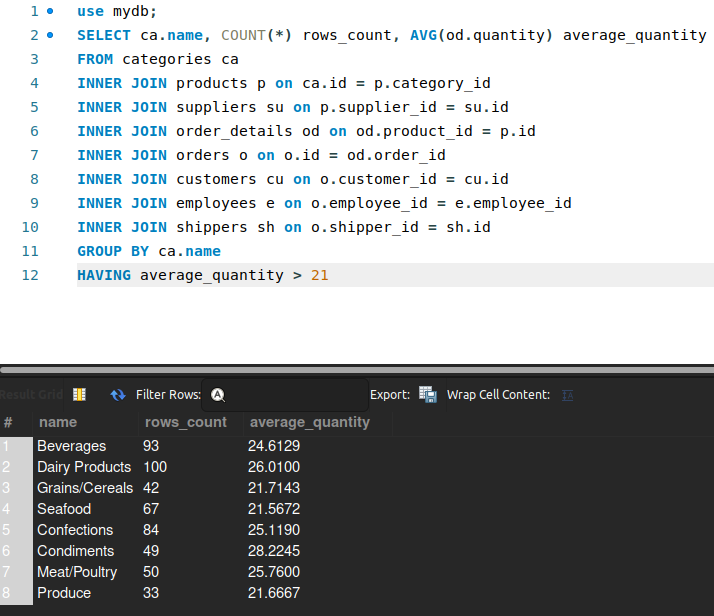 1 use mydb;
2 SELECT ca.name, COUNT(*) rows_count, AVG(od.quantity) average_quantity
3 FROM categories ca
4 INNER JOIN products p on ca.id = p.category_id
5 INNER JOIN suppliers su on p.supplier_id = su.id
6 INNER JOIN order_details od on od.product_id = p.id
7 INNER JOIN orders o on o.id = od.order_id
8 INNER JOIN customers cu on o.customer_id = cu.id
9 INNER JOIN employees e on o.employee_id = e.employee_id
10 INNER JOIN shippers sh on o.shipper_id = sh.id
11 GROUP BY ca.name
12 HAVING average_quantity > 21
Result Grid Filter Rows: Export: Wrap Cell Content:
# name rows_count average_quantity
1 Beverages 93 24.6129
2 Dairy Products 100 26.0100
3 Grains/Cereals 42 21.7143
4 Seafood 67 21.5672
5 Confections 84 25.1190
6 Condiments 49 28.2245
7 Meat/Poultry 50 25.7600
8 Produce 33 21.6667